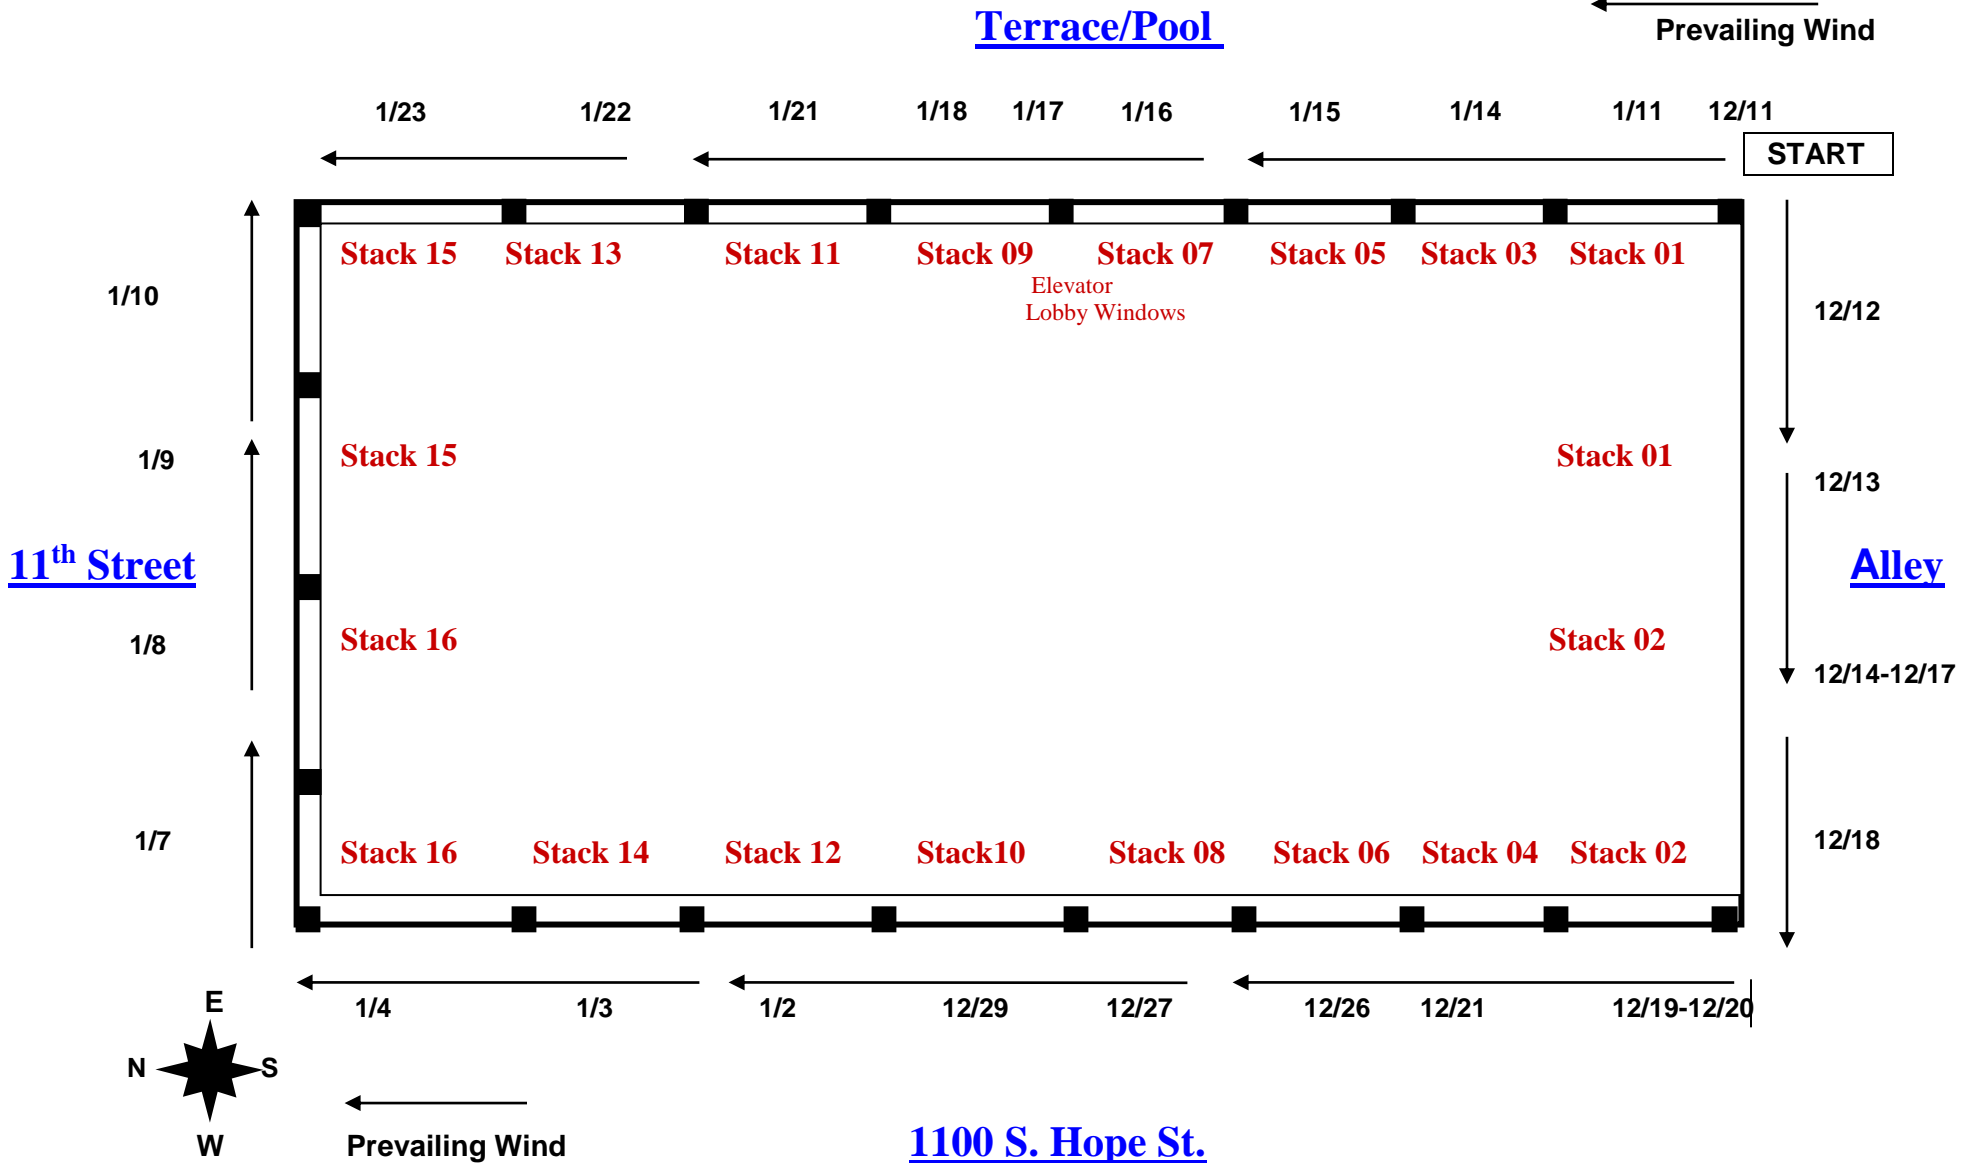 Terrace/Pool
Prevailing Wind
1/23 1/22 1/21 1/18 1/17 1/16 1/15 1/14 1/11 12/11
START
Stack 15 Stack 13 Stack 11 Stack 09 Stack 07 Stack 05 Stack 03 Stack 01
Elevator
Lobby Windows
1/10
12/12
1/9
Stack 15 Stack 01
12/13
11th Street
Alley
1/8
Stack 16 Stack 02
12/14-12/17
1/7
12/18
Stack 16 Stack 14 Stack 12 Stack10 Stack 08 Stack 06 Stack 04 Stack 02
1/4 1/3 1/2 12/29 12/27 12/26 12/21 12/19-12/20
E
N S
W
Prevailing Wind
1100 S. Hope St.